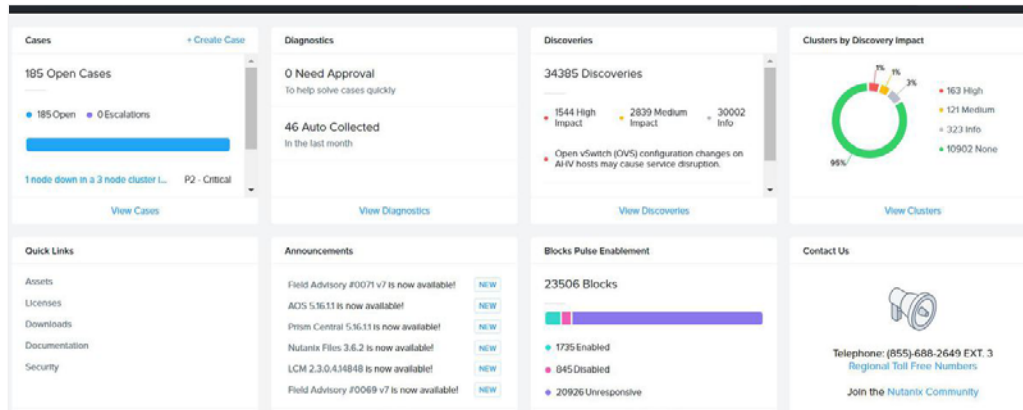 Cases
+ Create Case
185 Open Cases
185 Open
0 Escalations
1 node down in a 3 node cluster i...
P2 - Critical
View Cases
Diagnostics
0 Need Approval
To help solve cases quickly
46 Auto Collected
In the last month
View Diagnostics
Discoveries
34385 Discoveries
1544 High
Impact
2839 Medium
Impact
30002
Info
Open vSwitch (OVS) configuration changes on
AHV hosts may cause service disruption.
View Discoveries
Clusters by Discovery Impact
1%
1%
3%
95%
163 High
121 Medium
323 Info
10902 None
View Clusters
Quick Links
Assets
Licenses
Downloads
Documentation
Security
Announcements
Field Advisory #0071 v7 is now available! NEW
AOS 5.16.1.1 is now available! NEW
Prism Central 5.16.1.1 is now available! NEW
Nutanix Files 3.6.2 is now available! NEW
LCM 2.3.0.4.14848 is now available! NEW
Field Advisory #0069 v7 is now available! NEW
Blocks Pulse Enablement
23506 Blocks
1735 Enabled
845 Disabled
20926 Unresponsive
Contact Us
Telephone: (855)-688-2649 EXT. 3
Regional Toll Free Numbers
Join the Nutanix Community